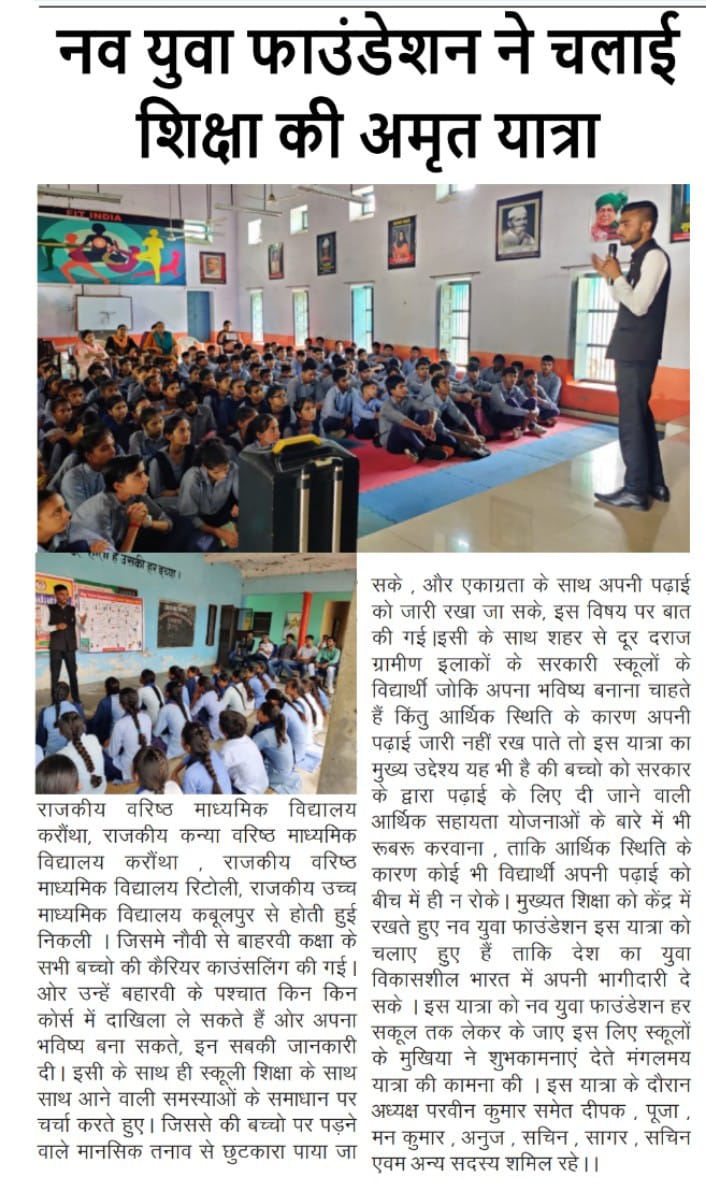 नव युवा फाउंडेशन ने चलाई
शिक्षा की अमृत यात्रा
FIT INDIA
उसकी हर इच्छा ।
राजकीय वरिष्ठ माध्यमिक विद्यालय
करौंथा, राजकीय कन्या वरिष्ठ माध्यमिक
विद्यालय करौंथा , राजकीय वरिष्ठ
माध्यमिक विद्यालय रिटोली, राजकीय उच्च
माध्यमिक विद्यालय कबूलपुर से होती हुई
निकली । जिसमे नौवी से बाहरवी कक्षा के
सभी बच्चो की कैरियर काउंसलिंग की गई।
ओर उन्हें बहारवी के पश्चात किन किन
कोर्स में दाखिला ले सकते हैं ओर अपना
भविष्य बना सकते, इन सबकी जानकारी
दी। इसी के साथ ही स्कूली शिक्षा के साथ
साथ आने वाली समस्याओं के समाधान पर
चर्चा करते हुए। जिससे की बच्चो पर पड़ने
वाले मानसिक तनाव से छुटकारा पाया जा
सके , और एकाग्रता के साथ अपनी पढ़ाई
को जारी रखा जा सके, इस विषय पर बात
की गई।इसी के साथ शहर से दूर दराज
ग्रामीण इलाकों के सरकारी स्कूलों के
विद्यार्थी जोकि अपना भविष्य बनाना चाहते
हैं किंतु आर्थिक स्थिति के कारण अपनी
पढ़ाई जारी नहीं रख पाते तो इस यात्रा का
मुख्य उद्देश्य यह भी है की बच्चो को सरकार
के द्वारा पढ़ाई के लिए दी जाने वाली
आर्थिक सहायता योजनाओं के बारे में भी
रूबरू करवाना , ताकि आर्थिक स्थिति के
कारण कोई भी विद्यार्थी अपनी पढ़ाई को
बीच में ही न रोके। मुख्यत शिक्षा को केंद्र में
रखते हुए नव युवा फाउंडेशन इस यात्रा को
चलाए हुए हैं ताकि देश का युवा
विकासशील भारत में अपनी भागीदारी दे
सके । इस यात्रा को नव युवा फाउंडेशन हर
सकूल तक लेकर के जाए इस लिए स्कूलों
के मुखिया ने शुभकामनाएं देते मंगलमय
यात्रा की कामना की । इस यात्रा के दौरान
अध्यक्ष परवीन कुमार समेत दीपक , पूजा ,
मन कुमार , अनुज , सचिन , सागर , सचिन
एवम अन्य सदस्य शमिल रहे।।